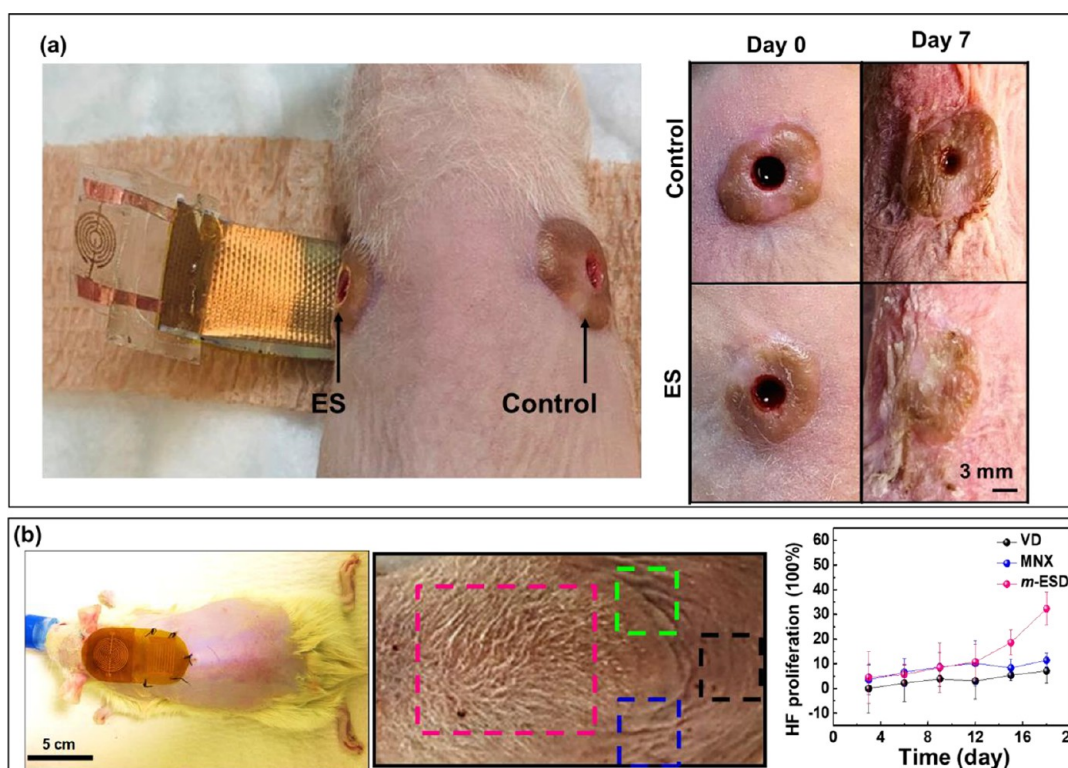 (a)
Day 0
Day 7
Control
ES
ES
Control
3 mm
(b)
5 cm
VD
MNX
m-ESD
HF proliferation (100%)
60
50
40
30
20
10
0
-10
0
4
8
12
16
20
Time (day)